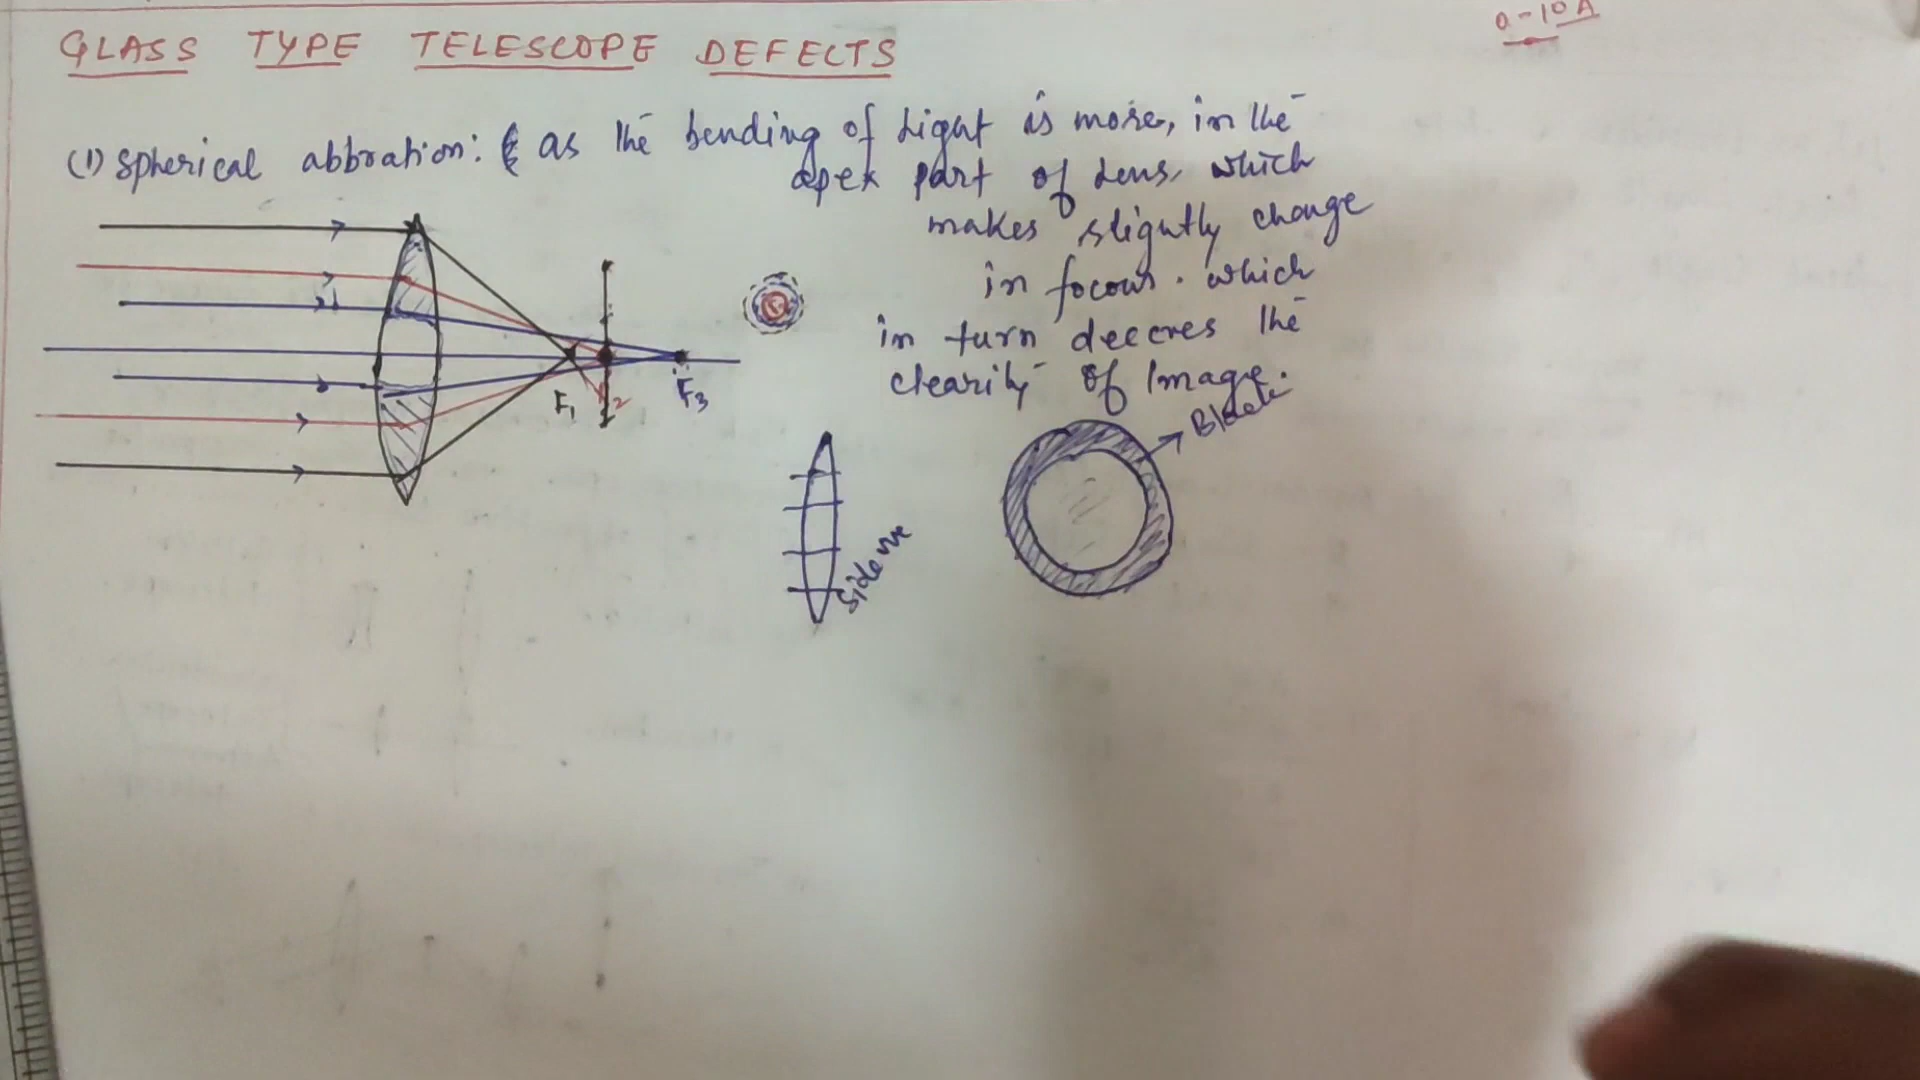 0-10A
GLASS TYPE TELESCOPE DEFECTS
(1) Spherical abbration: as the bending of Light is more, in the
apex part of Lens, which
makes slightly change
in focous. which
in turn decrres the
clearity of Image.
F1 2 F3
Side